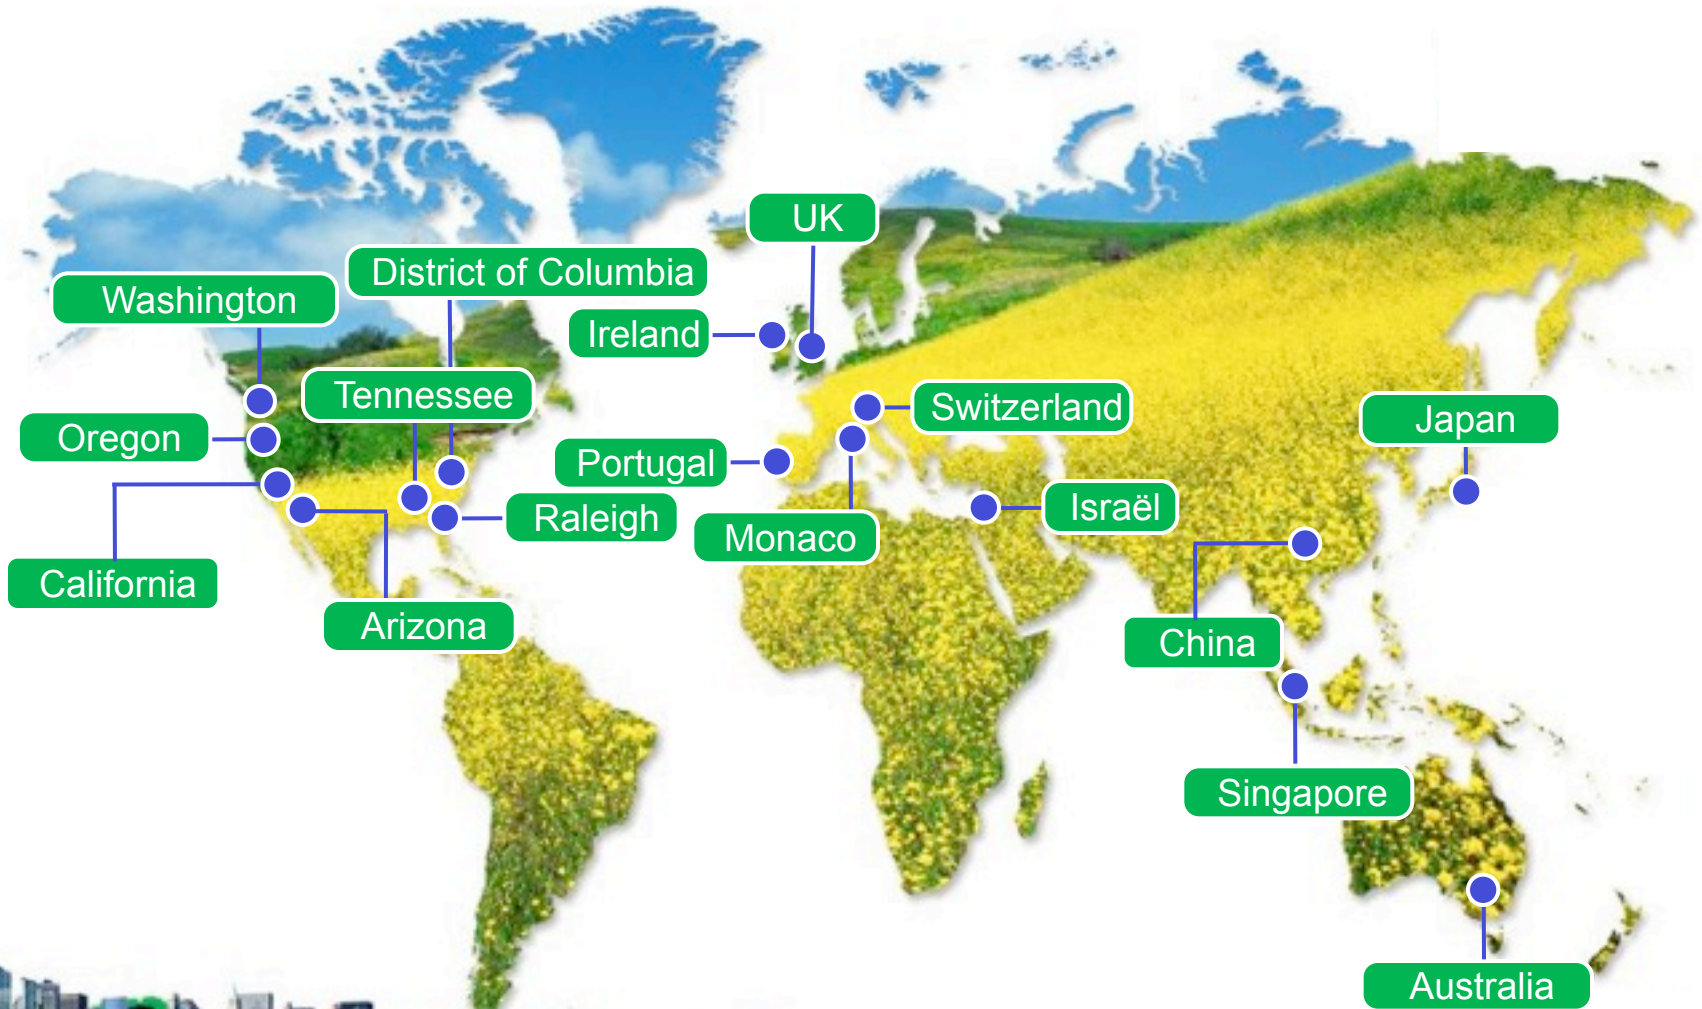 UK
District of Columbia
Washington
Ireland
Tennessee
Switzerland
Japan
Oregon
Portugal
Israël
Raleigh
Monaco
California
Arizona
China
Singapore
Australia